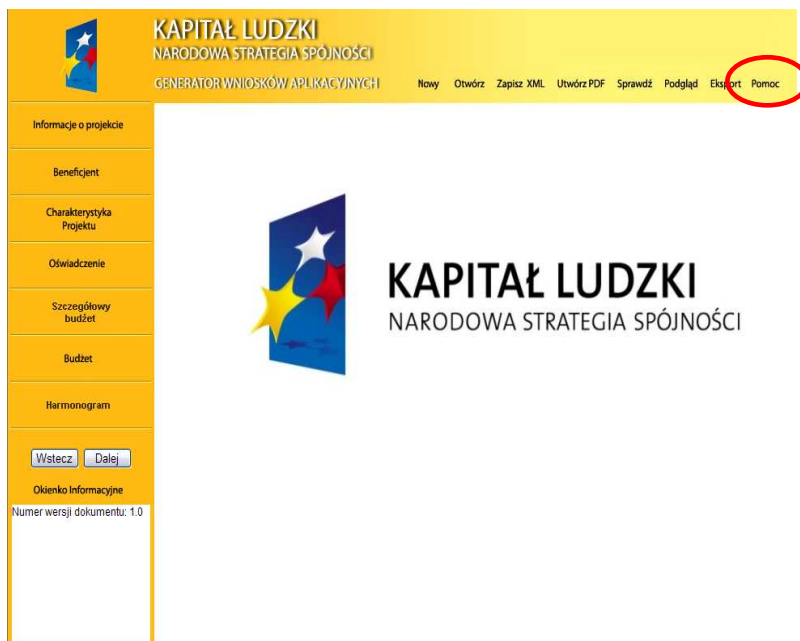 KAPITAŁ LUDZKI
NARODOWA STRATEGIA SPÓJNOŚCI
GENERATOR WNIOSKÓW APLIKACYJNYCH
Nowy Otwórz Zapisz XML Utwórz PDF Sprawdź Podgląd Eksport Pomoc
Informacje o projekcie
Beneficjent
Charakterystyka
Projektu
Oświadczenie
Szczegółowy
budżet
Budżet
Harmonogram
Wstecz Dalej
Okienko Informacyjne
Numer wersji dokumentu: 1.0
KAPITAŁ LUDZKI
NARODOWA STRATEGIA SPÓJNOŚCI